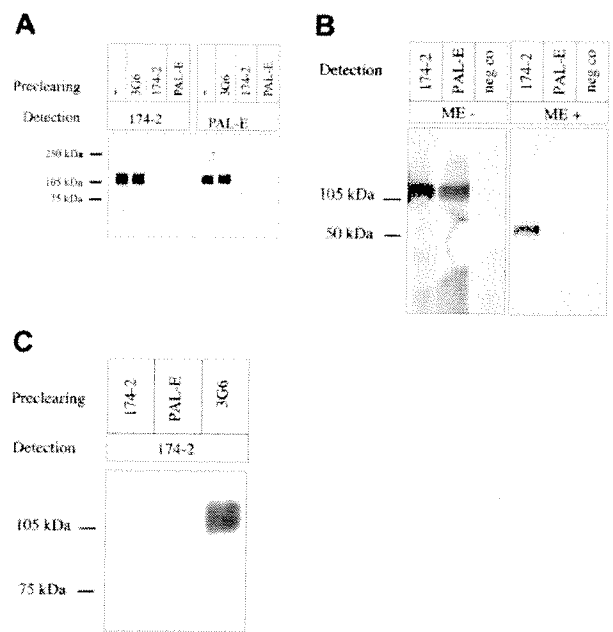 A
Preclearing - 3G6 174-2 PAL-E - 3G6 174-2 PAL-E
Detection 174-2 PAL-E
250 kDa
105 kDa
75 kDa
B
Detection 174-2 PAL-E neg co 174-2 PAL-E neg co
ME - ME +
105 kDa
50 kDa
C
Preclearing 174-2 PAL-E 3G6
Detection 174-2
105 kDa
75 kDa